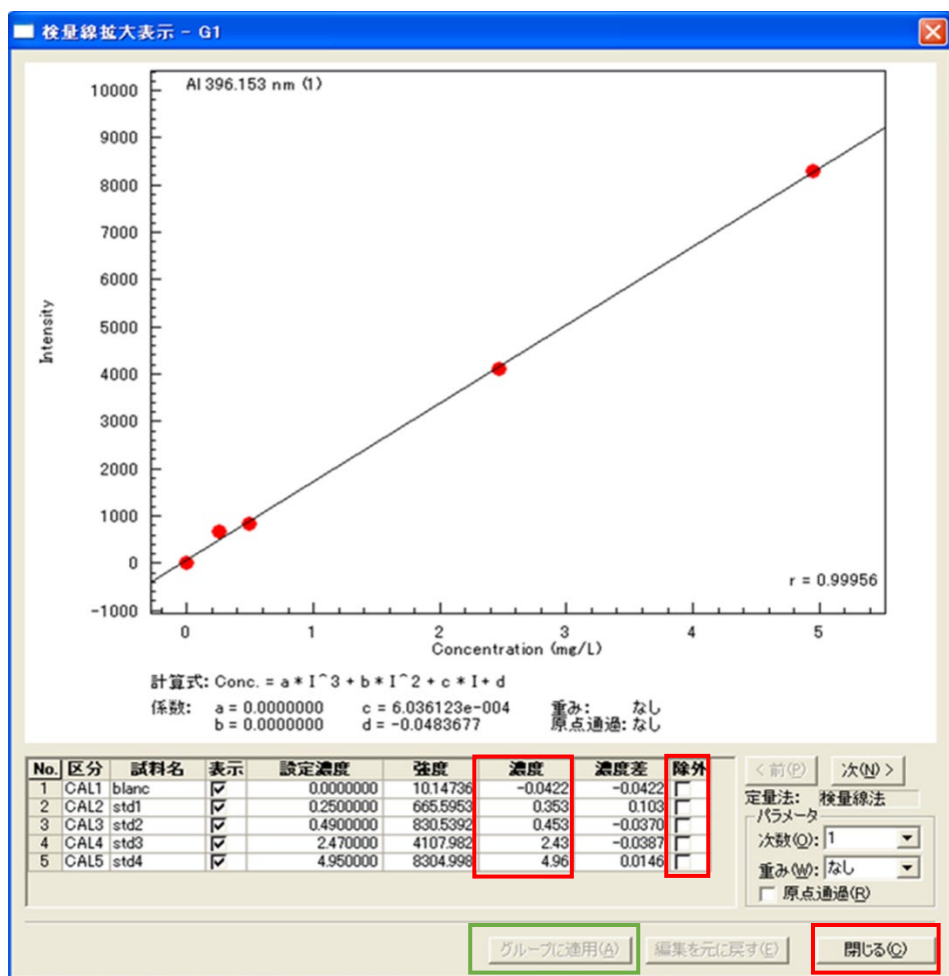 検量線拡大表示 - G1
Al 396.153 nm (1)
10000
9000
8000
7000
6000
5000
4000
3000
2000
1000
0
-1000
Intensity
r = 0.99956
0 1 2 3 4 5
Concentration (mg/L)
計算式: Conc. = a * I^3 + b * I^2 + c * I + d
係数: a = 0.0000000 c = 6.036123e-004 重み: なし
b = 0.0000000 d = -0.0483677 原点通過: なし
No. 区分 試料名 表示 設定濃度 強度 濃度 濃度差 除外
1 CAL1 blanc 0.0000000 10.14736 -0.0422 -0.0422
2 CAL2 std1 0.2500000 665.5953 0.353 0.103
3 CAL3 std2 0.4900000 830.5392 0.453 -0.0370
4 CAL4 std3 2.470000 4107.982 2.43 -0.0387
5 CAL5 std4 4.950000 8304.998 4.96 0.0146
< 前(P) 次(N) >
定量法: 検量線法
パラメータ
次数(O): 1
重み(W): なし
原点通過(R)
グループに適用(A) 編集を元に戻す(E) 閉じる(C)